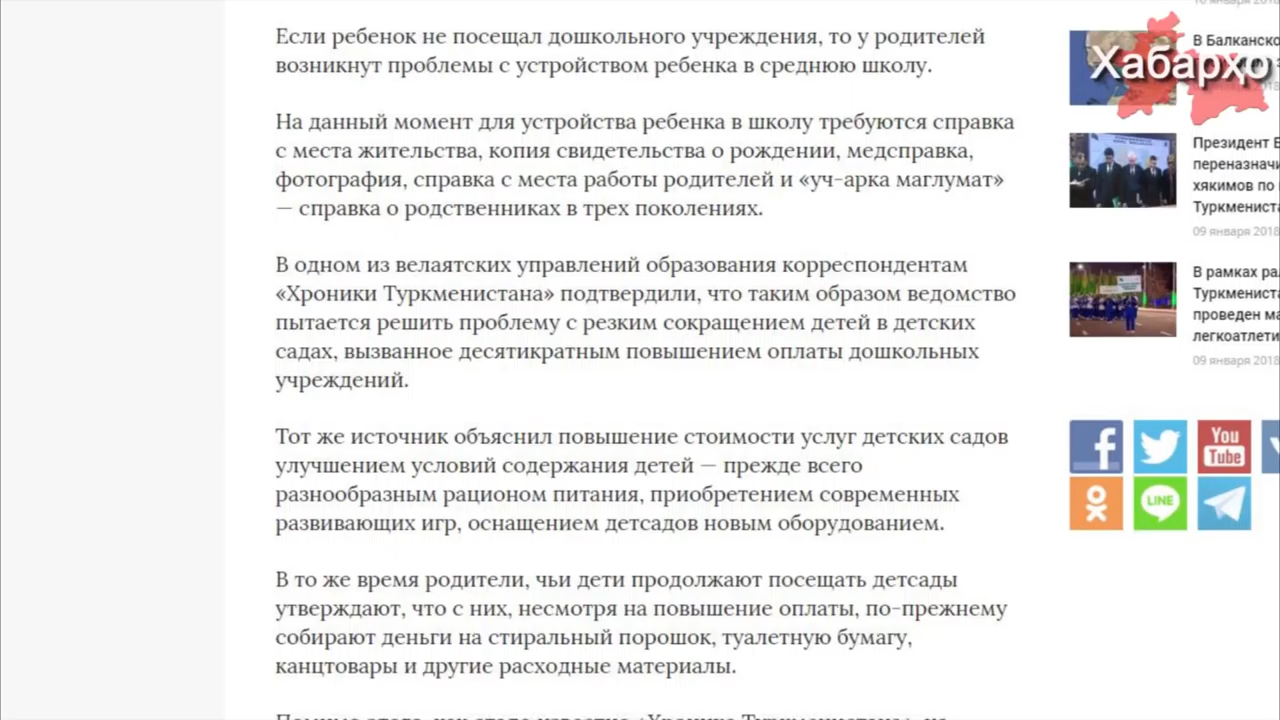 Если ребенок не посещал дошкольного учреждения, то у родителей
возникнут проблемы с устройством ребенка в среднюю школу.
На данный момент для устройства ребенка в школу требуются справка
с места жительства, копия свидетельства о рождении, медсправка,
фотография, справка с места работы родителей и «уч-арка маглумат»
— справка о родственниках в трех поколениях.
В одном из велаятских управлений образования корреспондентам
«Хроники Туркменистана» подтвердили, что таким образом ведомство
пытается решить проблему с резким сокращением детей в детских
садах, вызванное десятикратным повышением оплаты дошкольных
учреждений.
Тот же источник объяснил повышение стоимости услуг детских садов
улучшением условий содержания детей — прежде всего
разнообразным рационом питания, приобретением современных
развивающих игр, оснащением детсадов новым оборудованием.
В то же время родители, чьи дети продолжают посещать детсады
утверждают, что с них, несмотря на повышение оплаты, по-прежнему
собирают деньги на стиральный порошок, туалетную бумагу,
канцтовары и другие расходные материалы.
В Балканско
Хабарҳо
Президент
переназначи
хякимов по
Туркмениста
09 января 2018
В рамках ра
Туркмениста
проведен ма
легкоатлети
09 января 2018
You
Tube
LINE